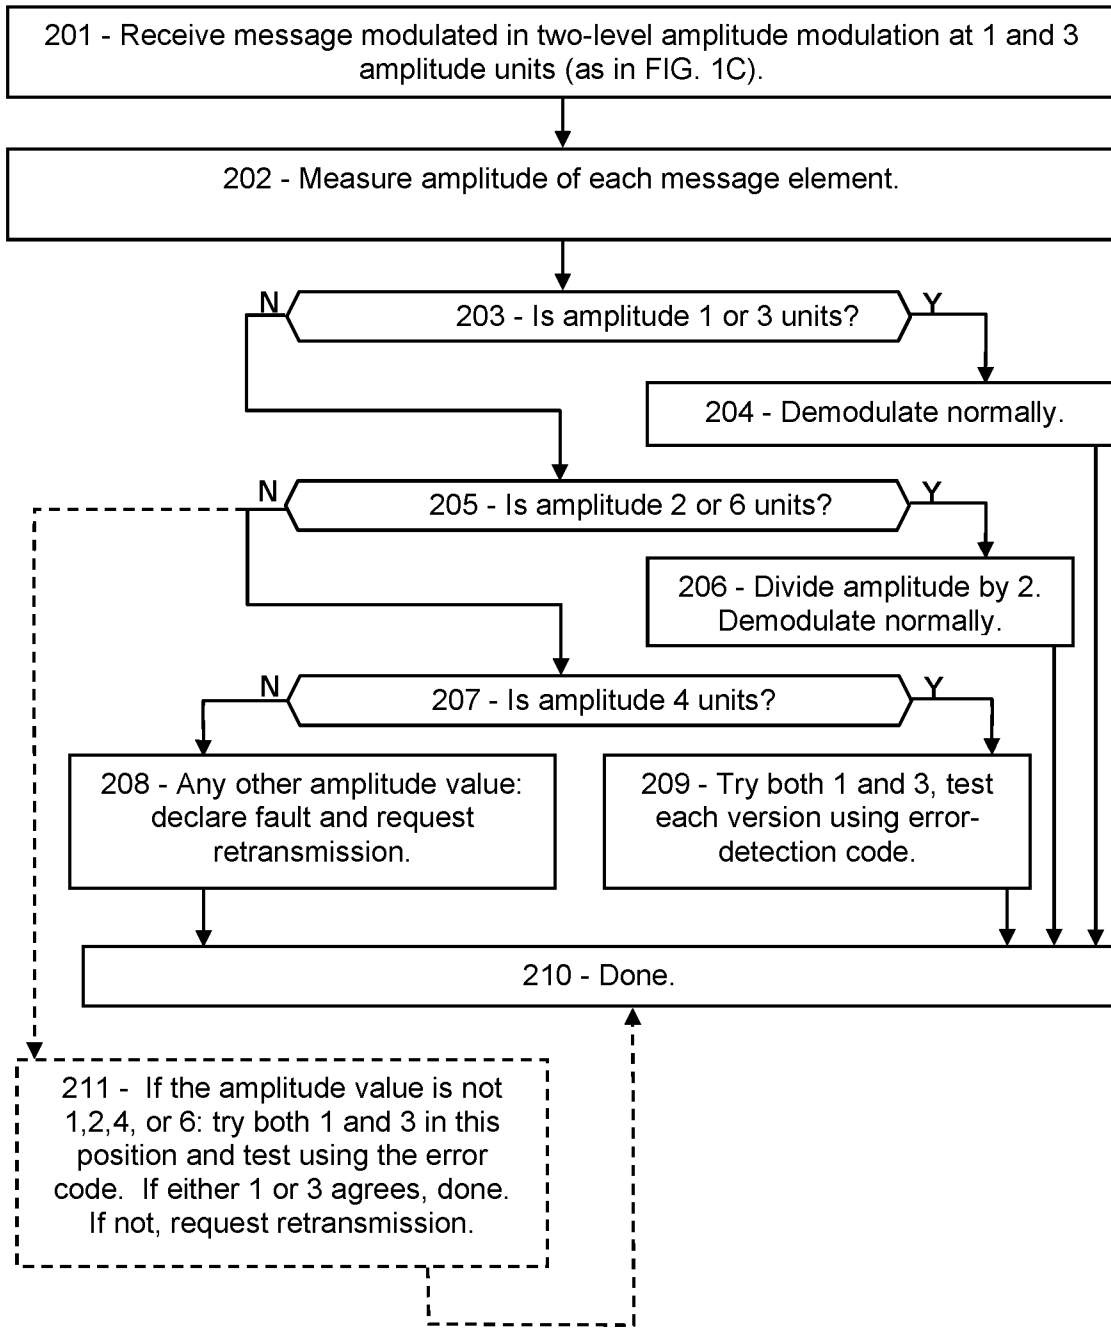 201 - Receive message modulated in two-level amplitude modulation at 1 and 3
amplitude units (as in FIG. 1C).
202 - Measure amplitude of each message element.
N
203 - Is amplitude 1 or 3 units?
Y
204 - Demodulate normally.
N
205 - Is amplitude 2 or 6 units?
Y
206 - Divide amplitude by 2.
Demodulate normally.
N
207 - Is amplitude 4 units?
Y
208 - Any other amplitude value:
declare fault and request
retransmission.
209 - Try both 1 and 3, test
each version using error-
detection code.
210 - Done.
211 - If the amplitude value is not
1,2,4, or 6: try both 1 and 3 in this
position and test using the error
code. If either 1 or 3 agrees, done.
If not, request retransmission.